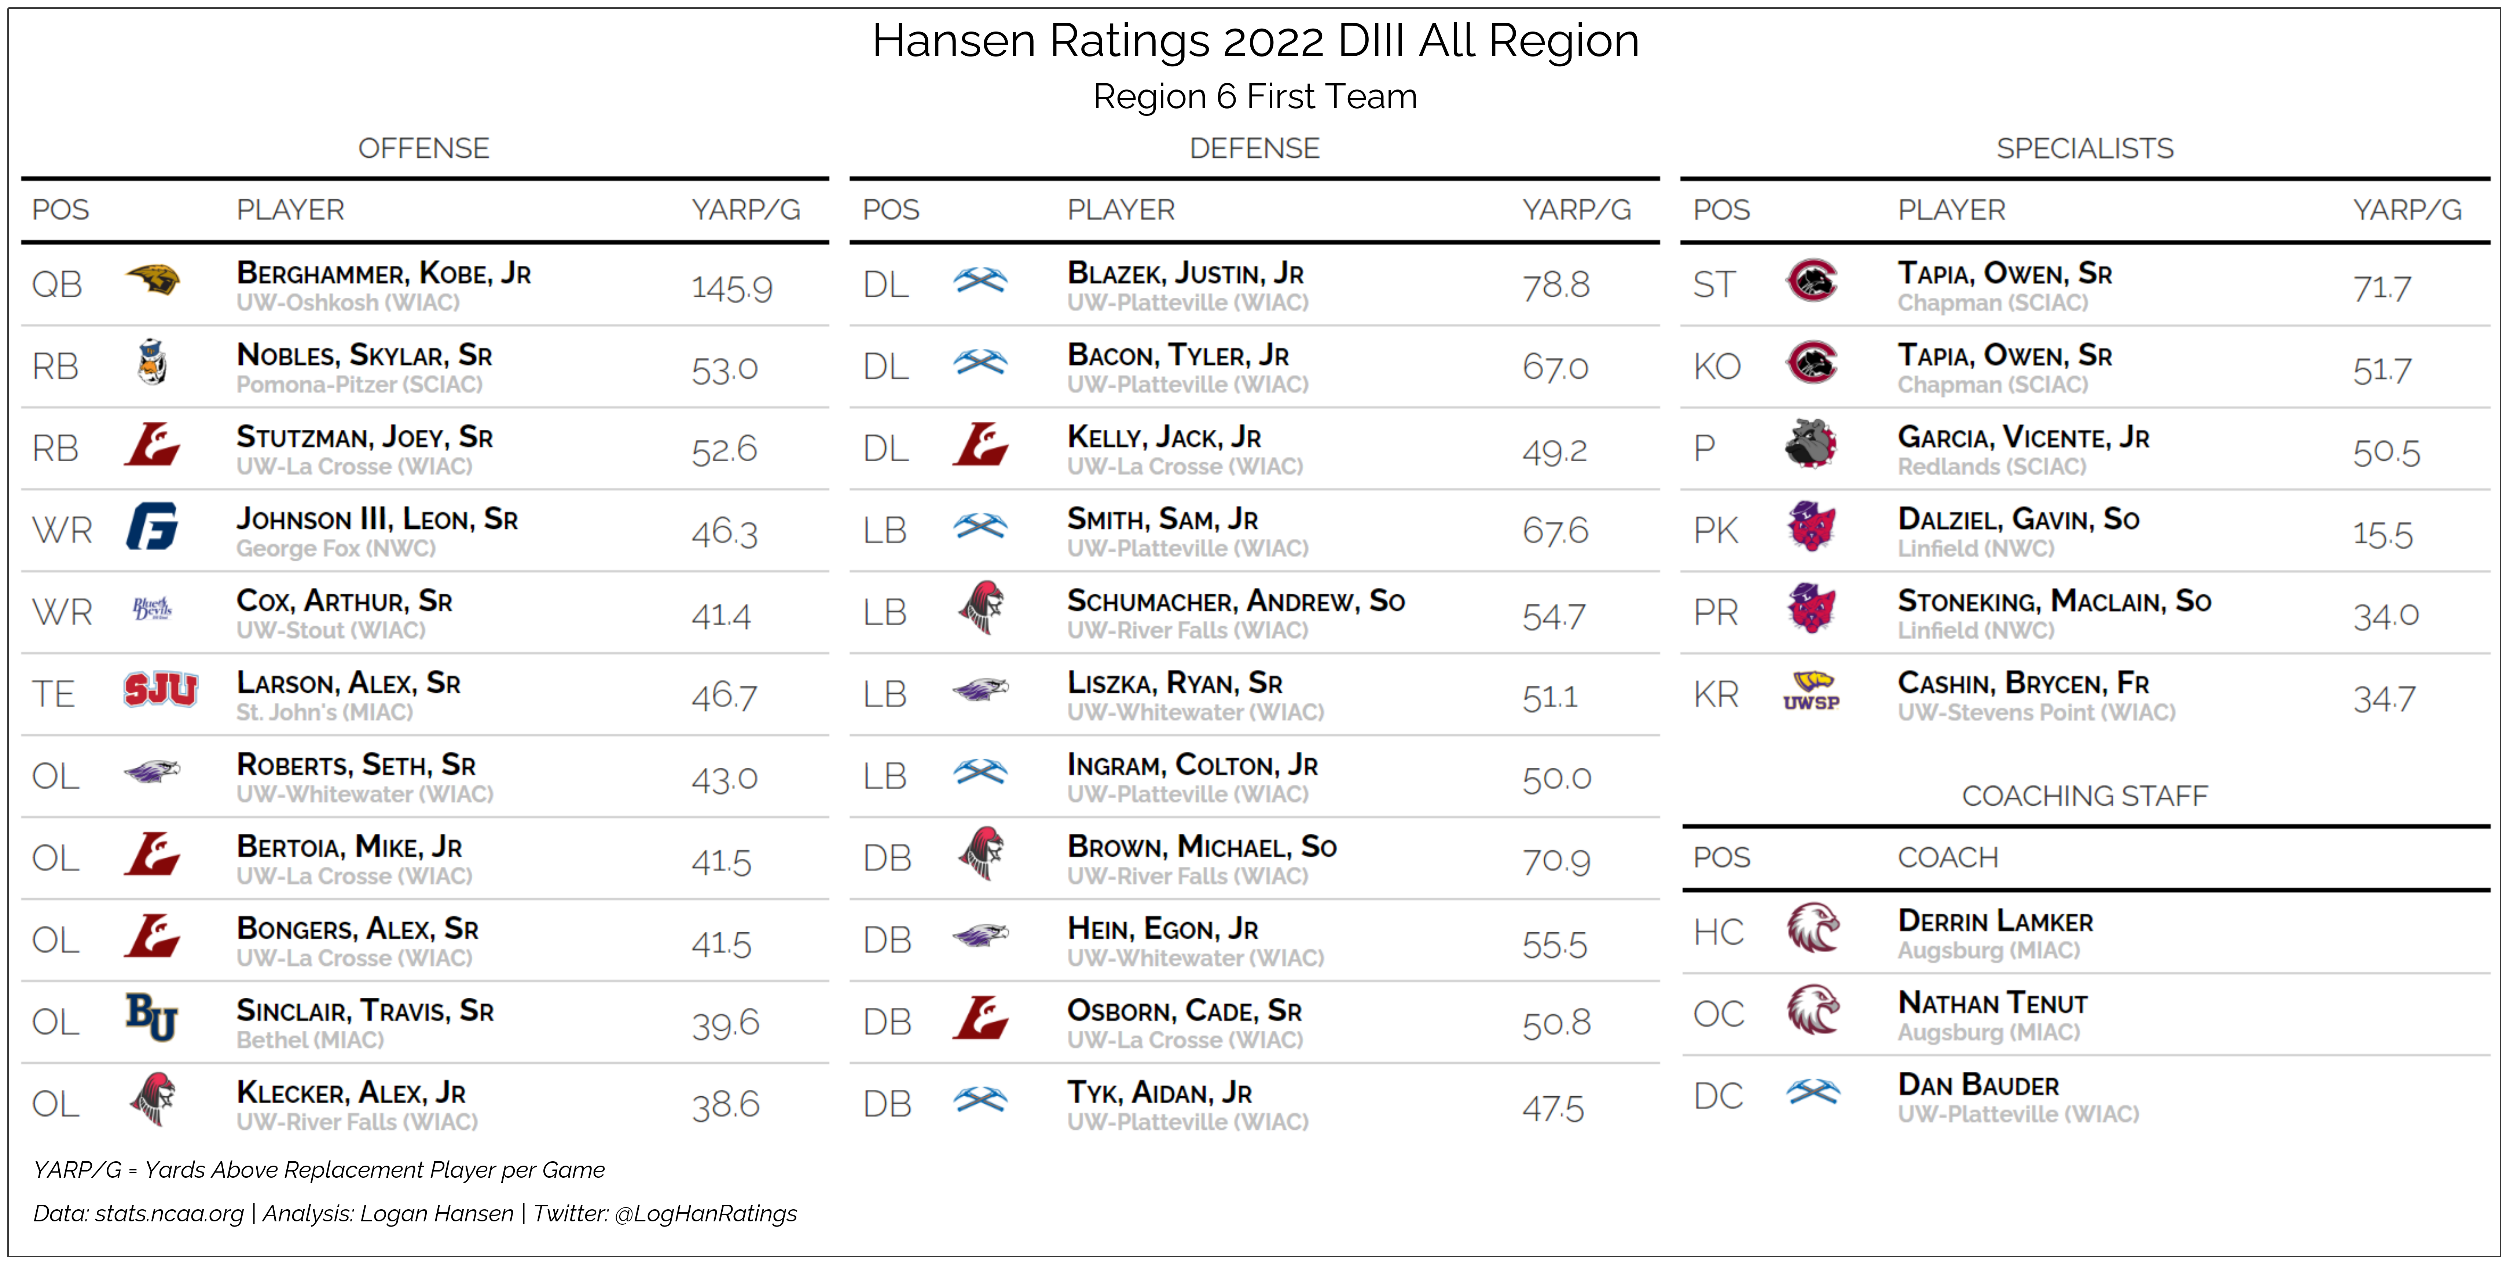 Hansen Ratings 2022 DIII All Region
Region 6 First Team
OFFENSE
POS PLAYER YARP/G
QB BERGHAMMER, KOBE, JR 145.9
UW-Oshkosh (WIAC)
RB NOBLES, SKYLAR, SR 53.0
Pomona-Pitzer (SCIAC)
RB STUTZMAN, JOEY, SR 52.6
UW-La Crosse (WIAC)
WR JOHNSON III, LEON, SR 46.3
George Fox (NWC)
WR Blue Devils COX, ARTHUR, SR 41.4
UW-Stout (WIAC)
TE SJU LARSON, ALEX, SR 46.7
St. John's (MIAC)
OL ROBERTS, SETH, SR 43.0
UW-Whitewater (WIAC)
OL BERTOIA, MIKE, JR 41.5
UW-La Crosse (WIAC)
OL BONGERS, ALEX, SR 41.5
UW-La Crosse (WIAC)
OL BU SINCLAIR, TRAVIS, SR 39.6
Bethel (MIAC)
OL KLECKER, ALEX, JR 38.6
UW-River Falls (WIAC)
DEFENSE
POS PLAYER YARP/G
DL BLAZEK, JUSTIN, JR 78.8
UW-Platteville (WIAC)
DL BACON, TYLER, JR 67.0
UW-Platteville (WIAC)
DL KELLY, JACK, JR 49.2
UW-La Crosse (WIAC)
LB SMITH, SAM, JR 67.6
UW-Platteville (WIAC)
LB SCHUMACHER, ANDREW, SO 54.7
UW-River Falls (WIAC)
LB LISZKA, RYAN, SR 51.1
UW-Whitewater (WIAC)
LB INGRAM, COLTON, JR 50.0
UW-Platteville (WIAC)
DB BROWN, MICHAEL, SO 70.9
UW-River Falls (WIAC)
DB HEIN, EGON, JR 55.5
UW-Whitewater (WIAC)
DB OSBORN, CADE, SR 50.8
UW-La Crosse (WIAC)
DB TYK, AIDAN, JR 47.5
UW-Platteville (WIAC)
SPECIALISTS
POS PLAYER YARP/G
ST TAPIA, OWEN, SR 71.7
Chapman (SCIAC)
KO TAPIA, OWEN, SR 51.7
Chapman (SCIAC)
P GARCIA, VICENTE, JR 50.5
Redlands (SCIAC)
PK DALZIEL, GAVIN, SO 15.5
Linfield (NWC)
PR STONEKING, MACLAIN, SO 34.0
Linfield (NWC)
KR UWSP CASHIN, BRYCEN, FR 34.7
UW-Stevens Point (WIAC)
COACHING STAFF
POS COACH
HC DERRIN LAMKER
Augsburg (MIAC)
OC NATHAN TENUT
Augsburg (MIAC)
DC DAN BAUDER
UW-Platteville (WIAC)
YARP/G = Yards Above Replacement Player per Game
Data: stats.ncaa.org | Analysis: Logan Hansen | Twitter: @LogHanRatings